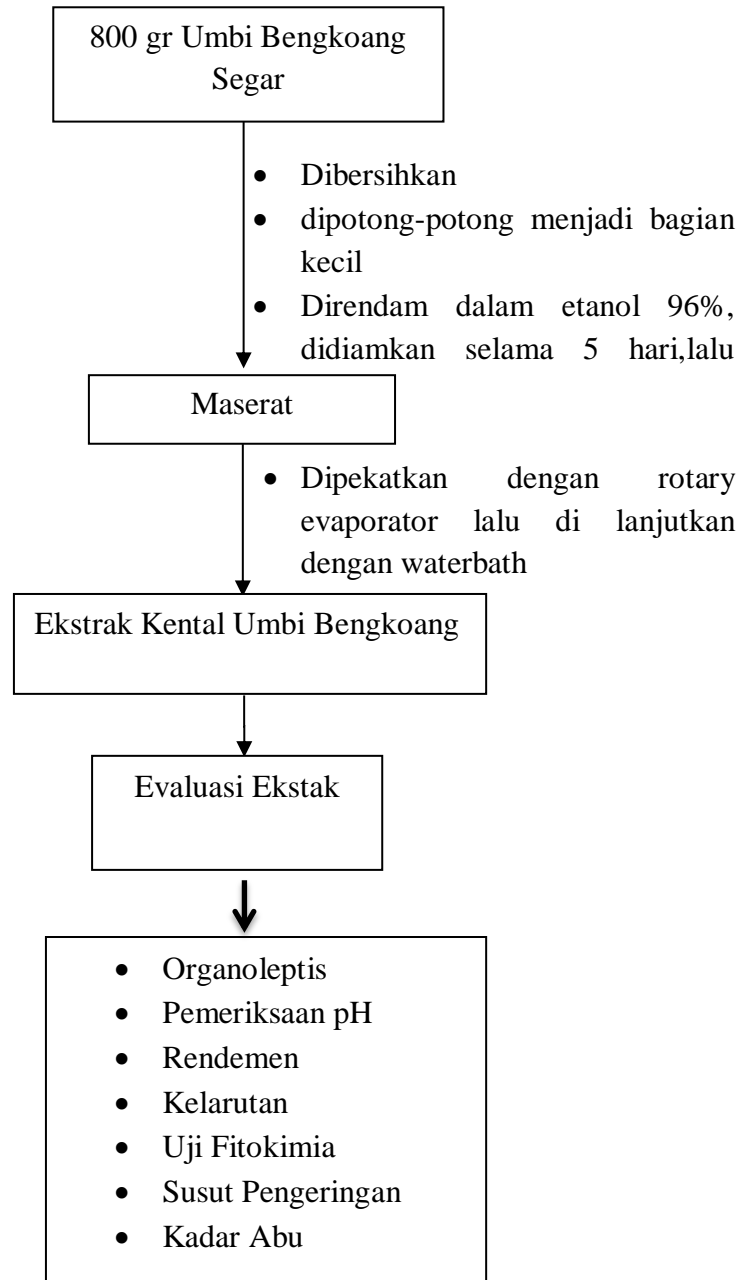 800 gr Umbi Bengkoang
Segar
• Dibersihkan
• dipotong-potong menjadi bagian
kecil
• Direndam dalam etanol 96%,
didiamkan selama 5 hari,lalu
Maserat
• Dipekatkan dengan rotary
evaporator lalu di lanjutkan
dengan waterbath
Ekstrak Kental Umbi Bengkoang
Evaluasi Ekstak
• Organoleptis
• Pemeriksaan pH
• Rendemen
• Kelarutan
• Uji Fitokimia
• Susut Pengeringan
• Kadar Abu